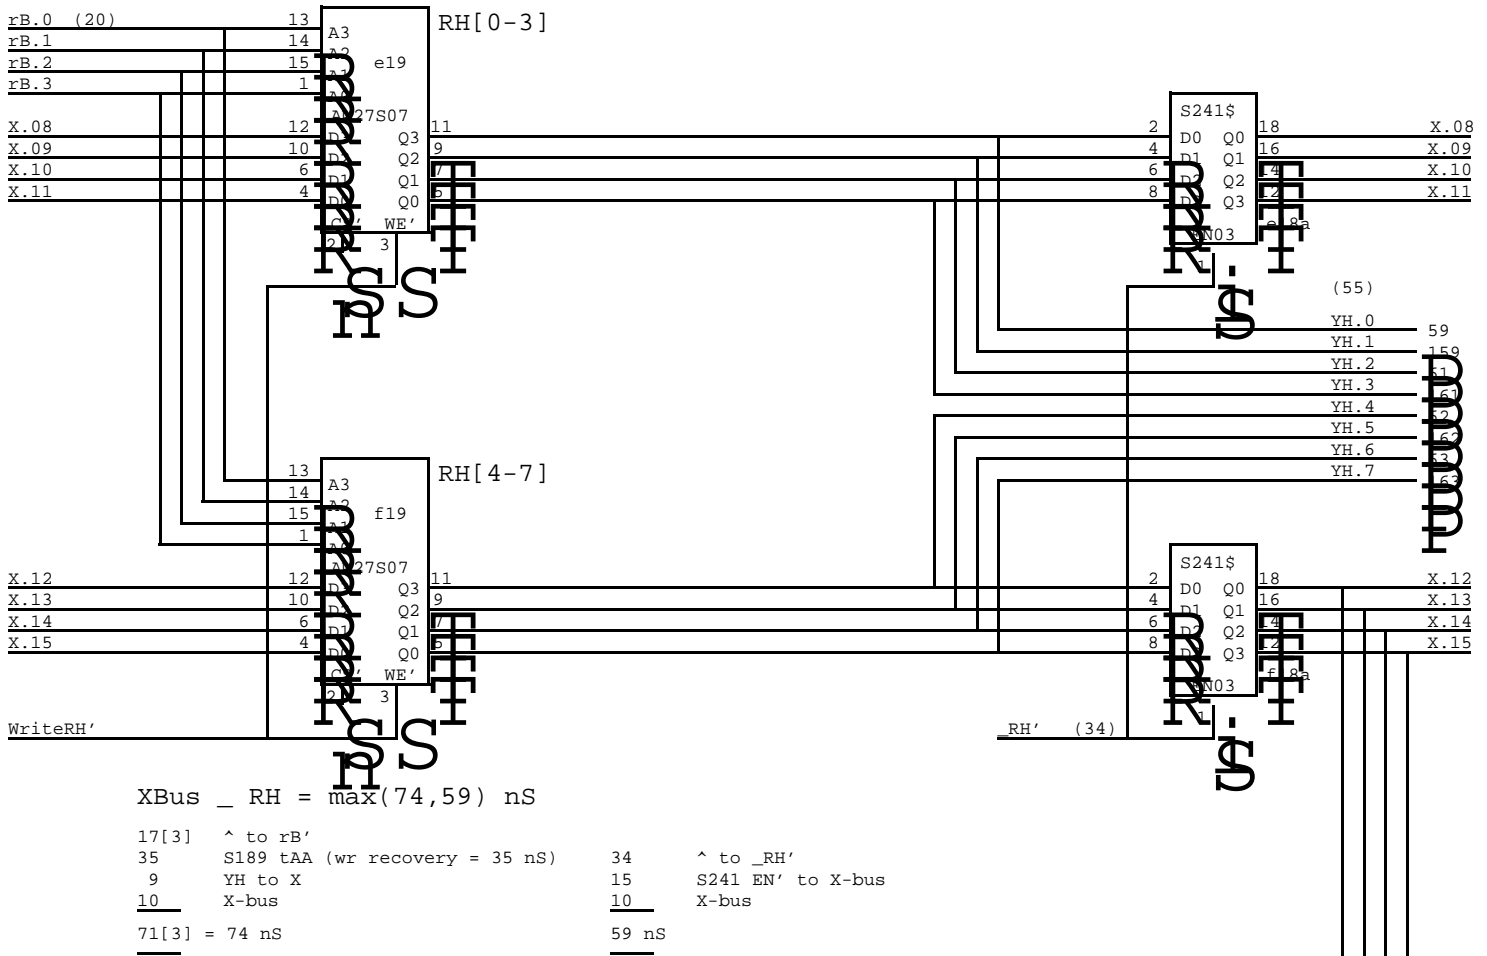 rB.0 (20) 13 RH[0-3]
rB.1 14 A3
rB.2 15 e19
rB.3 1
27S07 S241$
X.08 12 Q3 11 2 D0 Q0 18 X.08
X.09 10 Q2 9 4 D1 Q1 16 X.09
X.10 6 Q1 7 6 Q2 14 X.10
X.11 4 Q0 8 Q3 12 X.11
WE' e18a
3 EN03
(55)
YH.0 59
YH.1 159
YH.2
YH.3
YH.4
YH.5
YH.6
YH.7
13 RH[4-7]
14 A3
15 f19
1
27S07 S241$
X.12 12 Q3 11 2 D0 Q0 18 X.12
X.13 10 Q2 9 4 D1 Q1 16 X.13
X.14 6 Q1 7 6 Q2 14 X.14
X.15 4 Q0 8 Q3 12 X.15
WE' f18a
3 EN03
WriteRH' _RH' (34)
XBus _ RH = max(74,59) nS
17[3] ^ to rB'
35 S189 tAA (wr recovery = 35 nS) 34 ^ to _RH'
9 YH to X 15 S241 EN' to X-bus
10 X-bus 10 X-bus
71[3] = 74 nS 59 nS